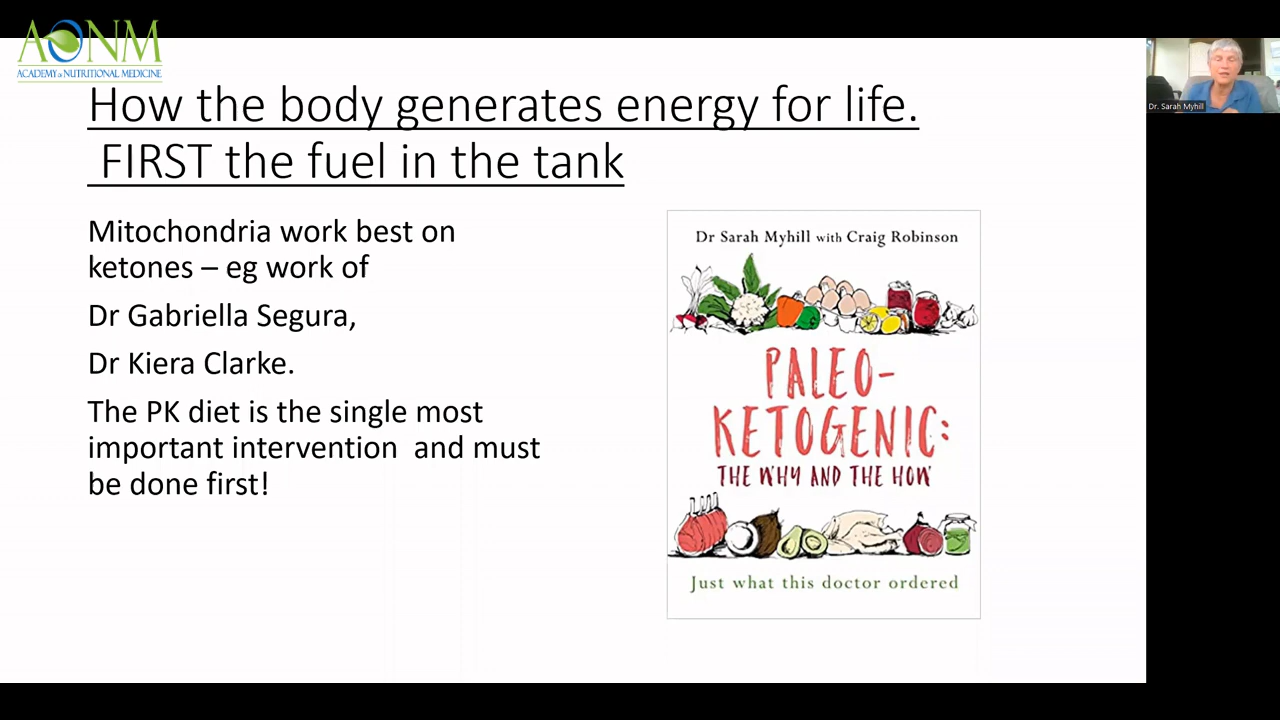 AONM
ACADEMY of NUTRITIONAL MEDICINE
How the body generates energy for life.
FIRST the fuel in the tank
Mitochondria work best on
ketones – eg work of
Dr Gabriella Segura,
Dr Kiera Clarke.
The PK diet is the single most
important intervention and must
be done first!
Dr Sarah Myhill with Craig Robinson
PALEO-
KETOGENIC:
THE WHY AND THE HOW
Just what this doctor ordered
Dr. Sarah Myhill